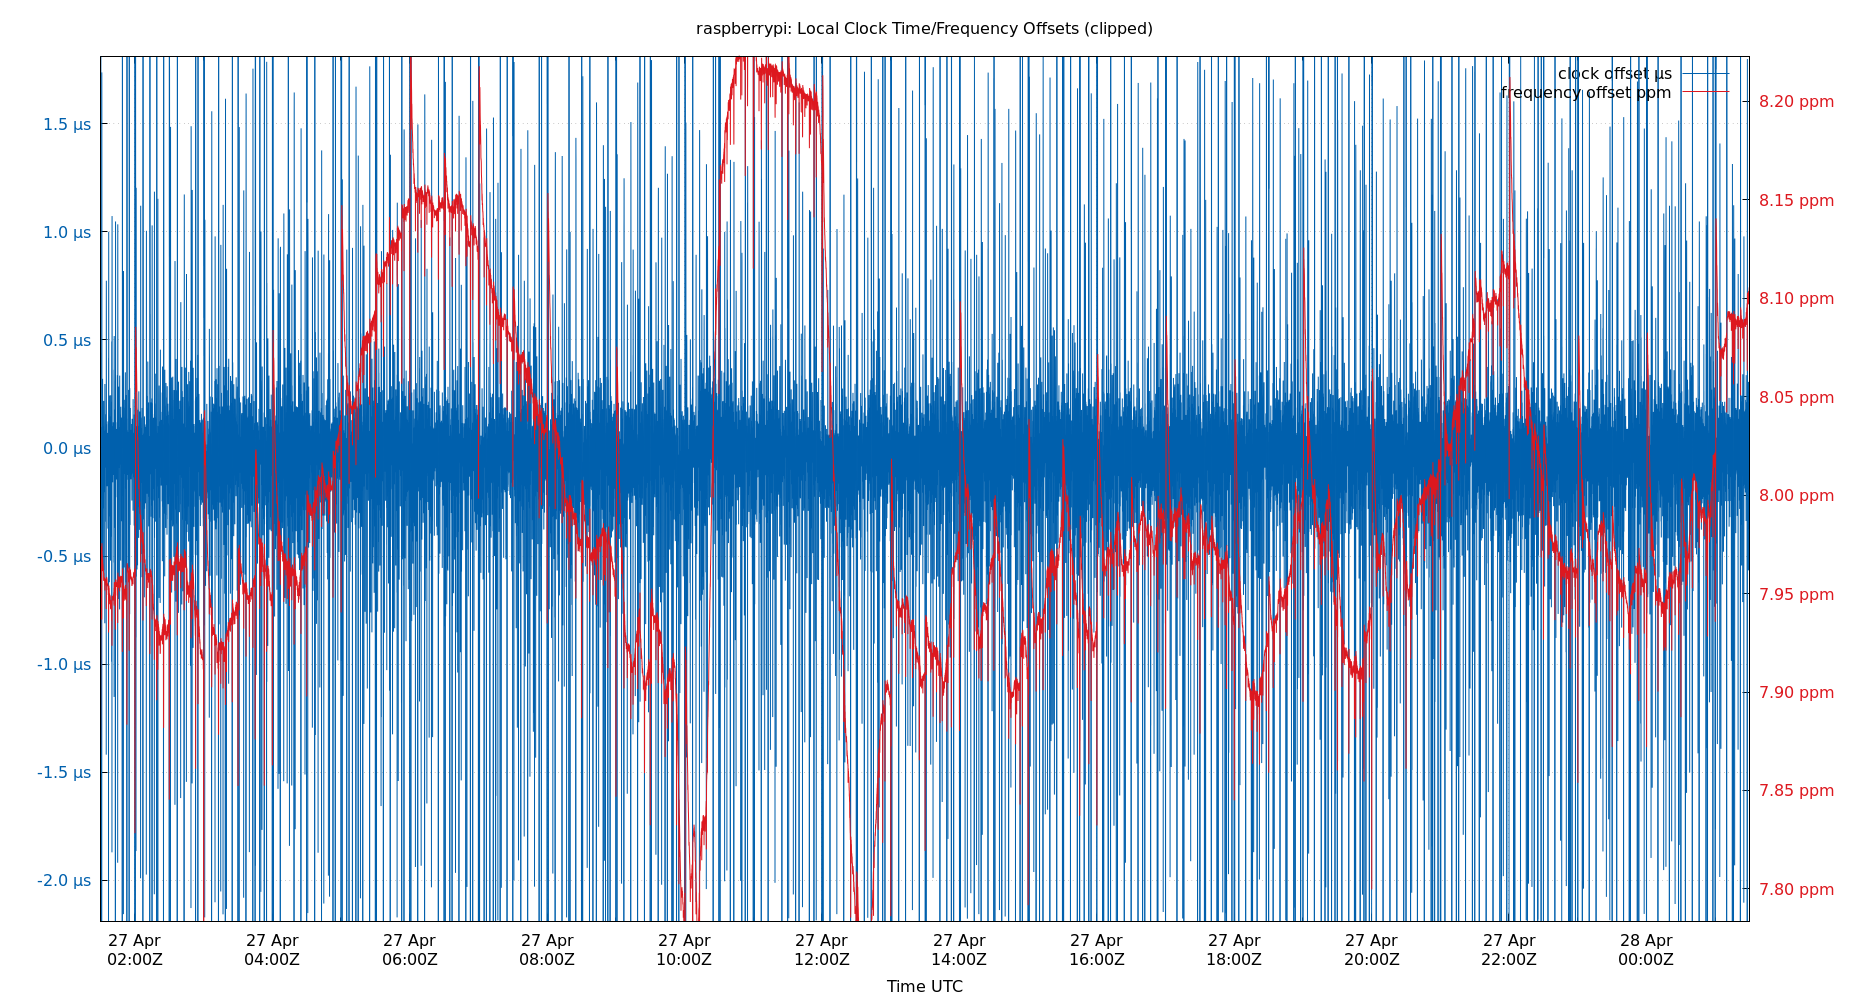 raspberrypi: Local Clock Time/Frequency Offsets (clipped)
clock offset µs
frequency offset ppm
1.5 µs
1.0 µs
0.5 µs
0.0 µs
-0.5 µs
-1.0 µs
-1.5 µs
-2.0 µs
8.20 ppm
8.15 ppm
8.10 ppm
8.05 ppm
8.00 ppm
7.95 ppm
7.90 ppm
7.85 ppm
7.80 ppm
27 Apr 27 Apr 27 Apr 27 Apr 27 Apr 27 Apr 27 Apr 27 Apr 27 Apr 27 Apr 27 Apr 28 Apr
02:00Z 04:00Z 06:00Z 08:00Z 10:00Z 12:00Z 14:00Z 16:00Z 18:00Z 20:00Z 22:00Z 00:00Z
Time UTC